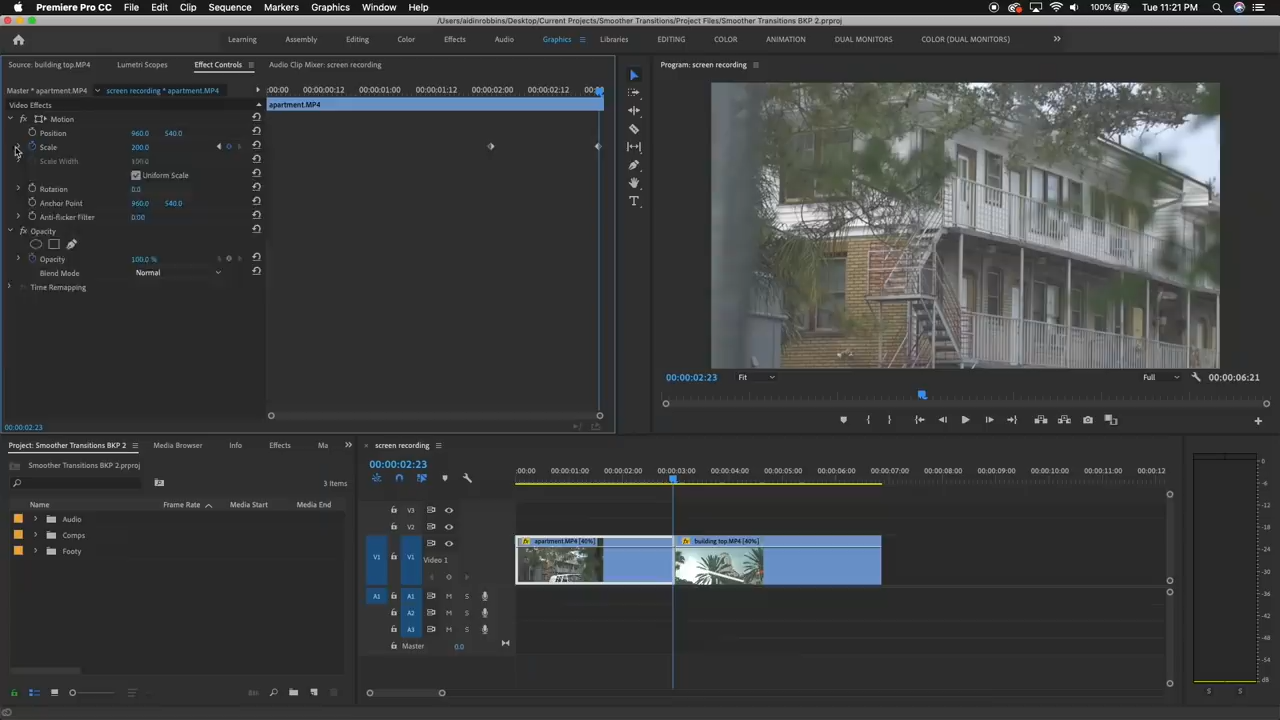 Premiere Pro CC File Edit Clip Sequence Markers Graphics Window Help 100% Tue 11:21 PM
/Users/aidinrobbins/Desktop/Current Projects/Smoother Transitions/Project Files/Smoother Transitions BKP 2.prproj
Learning Assembly Editing Color Effects Audio Graphics Libraries EDITING COLOR ANIMATION DUAL MONITORS COLOR (DUAL MONITORS)
Source: building top.MP4 Lumetri Scopes Effect Controls Audio Clip Mixer: screen recording
Program: screen recording
Master * apartment.MP4 screen recording * apartment.MP4
:00:00 00:00:00:12 00:00:01:00 00:00:01:12 00:00:02:00 00:00:02:12
Video Effects
apartment.MP4
fx Motion
Position 960.0 540.0
Scale 200.0
Scale Width 100.0
Uniform Scale
Rotation 0.0
Anchor Point 960.0 540.0
Anti-flicker Filter 0.00
fx Opacity
Opacity 100.0 %
Blend Mode Normal
Time Remapping
00:00:02:23 Fit Full 00:00:06:21
00:00:02:23
Project: Smoother Transitions BKP 2 Media Browser Info Effects Ma
Smoother Transitions BKP 2.prproj
3 Items
Name Frame Rate Media Start Media End
Audio
Comps
Footy
screen recording
00:00:02:23
:00:00 00:00:01:00 00:00:02:00 00:00:03:00 00:00:04:00 00:00:05:00 00:00:06:00 00:00:07:00 00:00:08:00 00:00:09:00 00:00:10:00 00:00:11:00 00:00:12
V3
V2
V1 V1 Video 1
fx apartment.MP4 [40%] fx building top.MP4 [40%]
A1 A1 M S
A2 M S
A3 M S
Master 0.0
0
-6
-12
-18
-24
-30
-36
-42
-48
-54
dB
S S